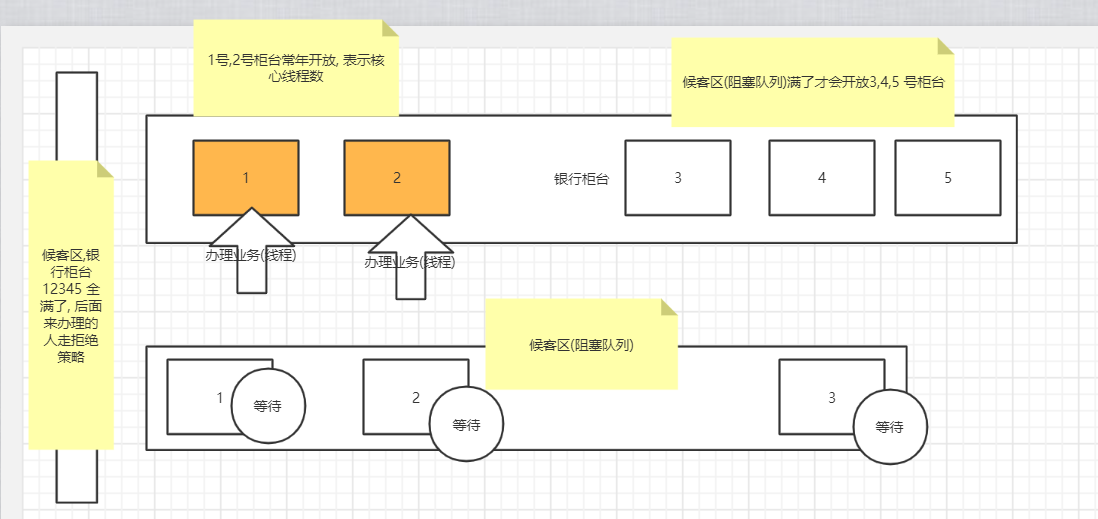 1号,2号柜台常年开放, 表示核
心线程数
候客区(阻塞队列)满了才会开放3,4,5 号柜台
1
2
银行柜台
3
4
5
办理业务(线程)
办理业务(线程)
候客区,银
行柜台
12345 全
满了, 后面
来办理的
人走拒绝
策略
候客区(阻塞队列)
1
等待
2
等待
3
等待